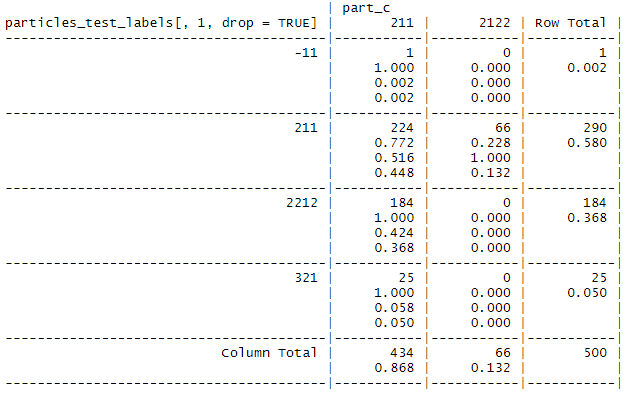 | part_c
particles_test_labels[, 1, drop = TRUE] | 211 | 2122 | Row Total |
----------------------------------------|-----------|-----------|-----------|
-11 | 1 | 0 | 1 |
| 1.000 | 0.000 | 0.002 |
| 0.002 | 0.000 | |
| 0.002 | 0.000 | |
----------------------------------------|-----------|-----------|-----------|
211 | 224 | 66 | 290 |
| 0.772 | 0.228 | 0.580 |
| 0.516 | 1.000 | |
| 0.448 | 0.132 | |
----------------------------------------|-----------|-----------|-----------|
2212 | 184 | 0 | 184 |
| 1.000 | 0.000 | 0.368 |
| 0.424 | 0.000 | |
| 0.368 | 0.000 | |
----------------------------------------|-----------|-----------|-----------|
321 | 25 | 0 | 25 |
| 1.000 | 0.000 | 0.050 |
| 0.058 | 0.000 | |
| 0.050 | 0.000 | |
----------------------------------------|-----------|-----------|-----------|
Column Total | 434 | 66 | 500 |
| 0.868 | 0.132 | |
----------------------------------------|-----------|-----------|-----------|